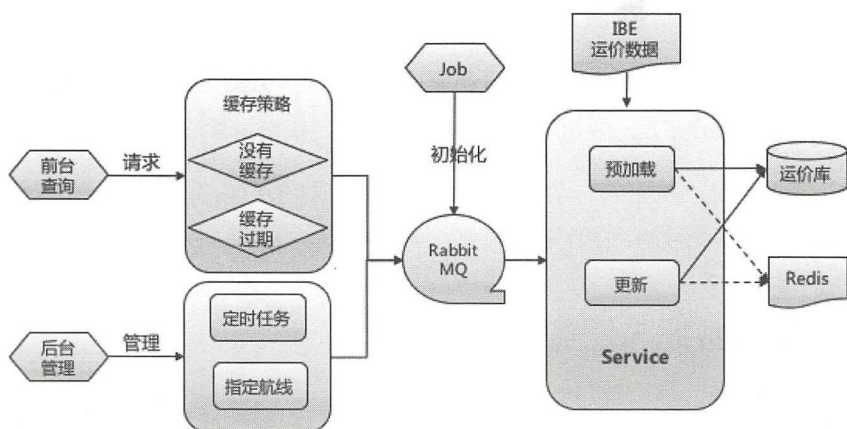 IBE
运价数据
Job
缓存策略
没有
缓存
缓存
过期
前台
查询
请求
初始化
预加载
运价库
Rabbit
MQ
更新
Redis
定时任务
后台
管理
管理
指定航线
Service